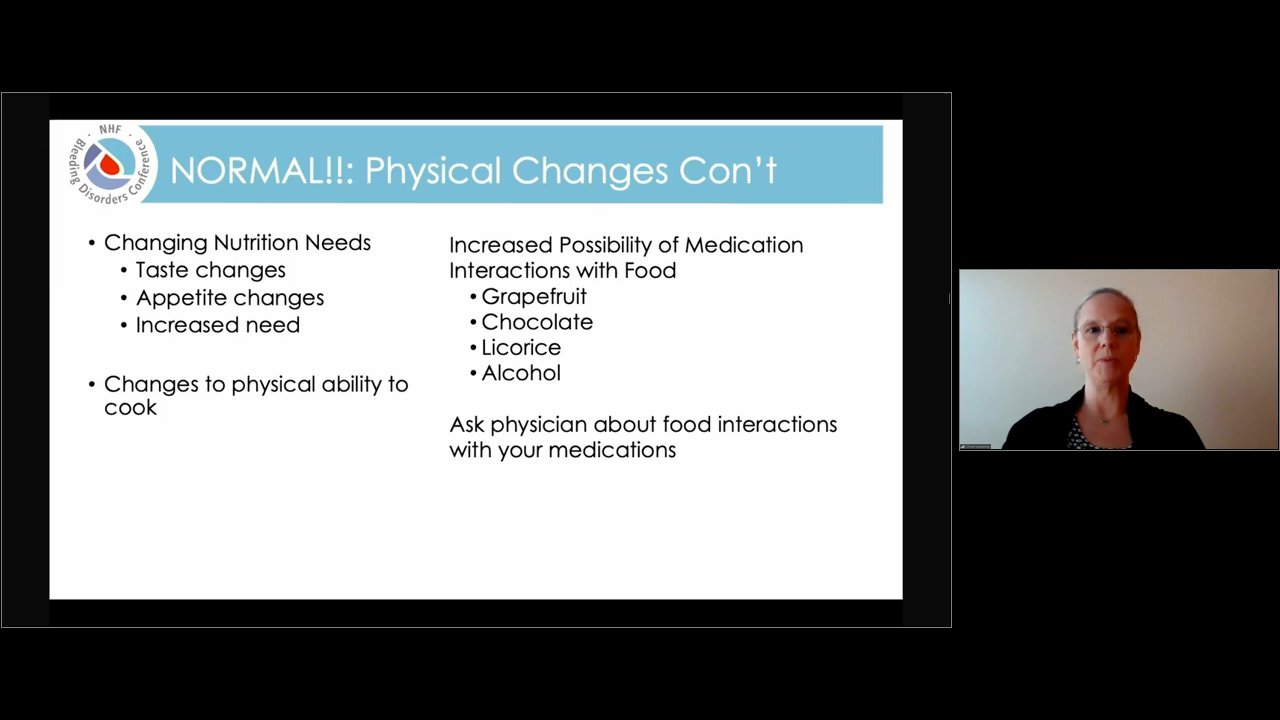 NHF
Bleeding Disorders Conference
NORMAL!!: Physical Changes Con't
• Changing Nutrition Needs
• Taste changes
• Appetite changes
• Increased need
• Changes to physical ability to
cook
Increased Possibility of Medication
Interactions with Food
• Grapefruit
• Chocolate
• Licorice
• Alcohol
Ask physician about food interactions
with your medications